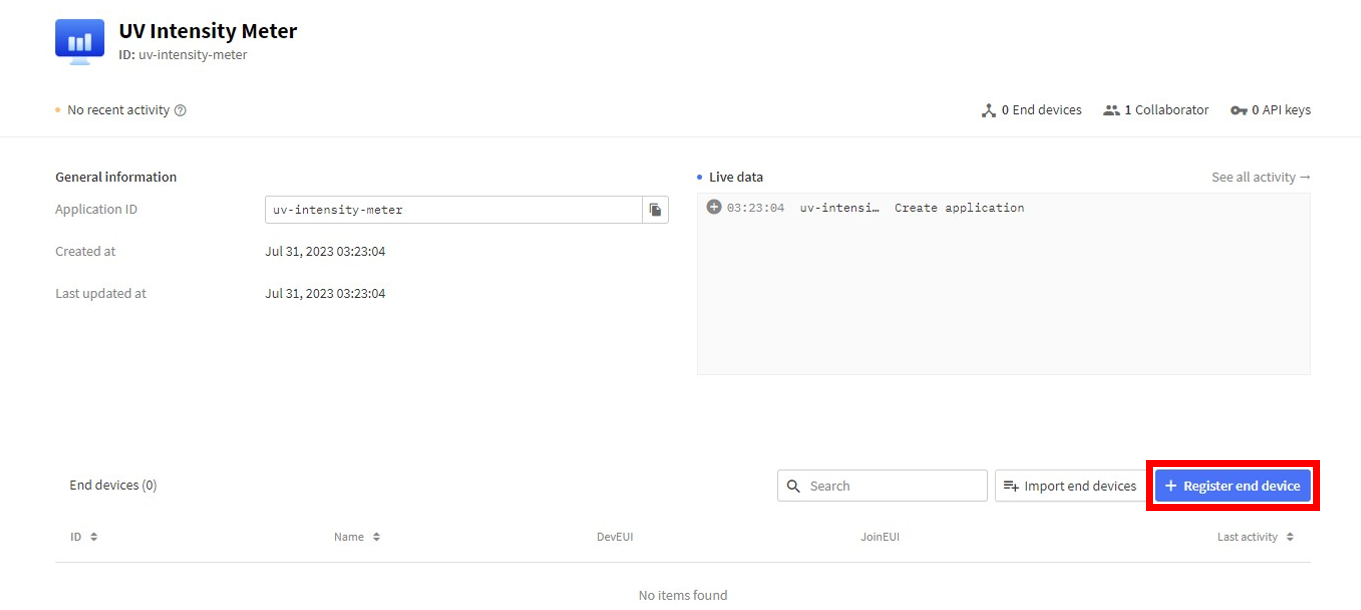 UV Intensity Meter
ID: uv-intensity-meter
No recent activity
0 End devices
1 Collaborator
0 API keys
General information
Application ID
uv-intensity-meter
Created at
Jul 31, 2023 03:23:04
Last updated at
Jul 31, 2023 03:23:04
Live data
See all activity →
03:23:04 uv-intensi… Create application
End devices (0)
Search
Import end devices
+ Register end device
ID
Name
DevEUI
JoinEUI
Last activity
No items found